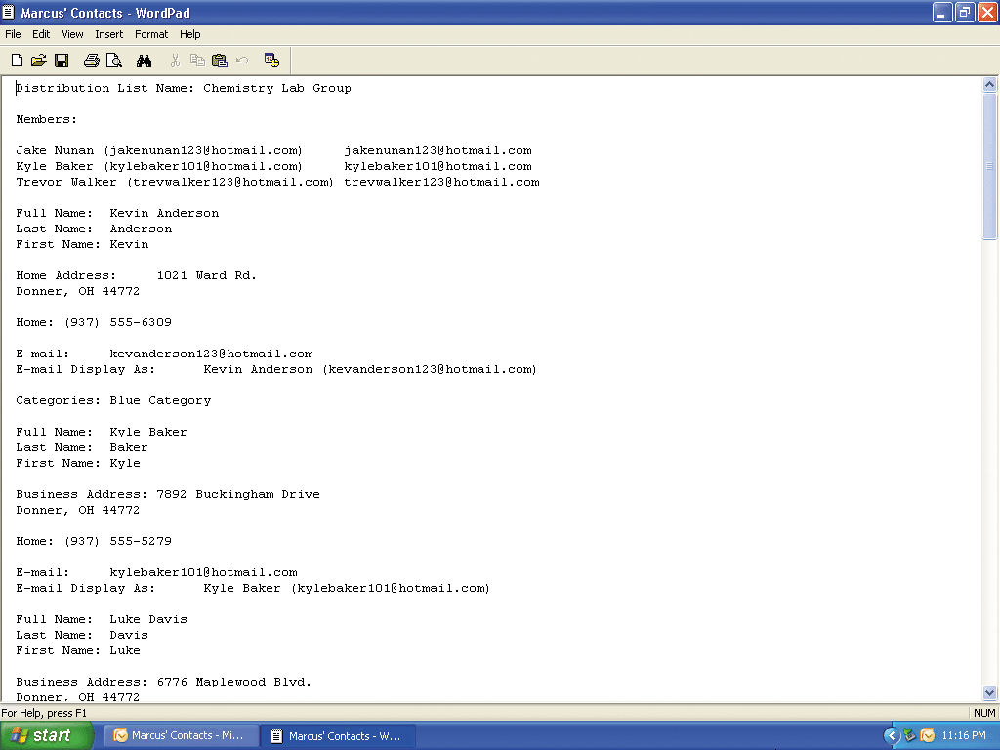 Marcus' Contacts - WordPad
File Edit View Insert Format Help
Distribution List Name: Chemistry Lab Group
Members:
Jake Nunan (jakenunan123@hotmail.com) jakenunan123@hotmail.com
Kyle Baker (kylebaker101@hotmail.com) kylebaker101@hotmail.com
Trevor Walker (trevwalker123@hotmail.com) trevwalker123@hotmail.com
Full Name: Kevin Anderson
Last Name: Anderson
First Name: Kevin
Home Address: 1021 Ward Rd.
Donner, OH 44772
Home: (937) 555-6309
E-mail: kevanderson123@hotmail.com
E-mail Display As: Kevin Anderson (kevanderson123@hotmail.com)
Categories: Blue Category
Full Name: Kyle Baker
Last Name: Baker
First Name: Kyle
Business Address: 7892 Buckingham Drive
Donner, OH 44772
Home: (937) 555-5279
E-mail: kylebaker101@hotmail.com
E-mail Display As: Kyle Baker (kylebaker101@hotmail.com)
Full Name: Luke Davis
Last Name: Davis
First Name: Luke
Business Address: 6776 Maplewood Blvd.
Donner, OH 44772
For Help, press F1 NUM
start Marcus' Contacts - Mi... Marcus' Contacts - W... 11:16 PM